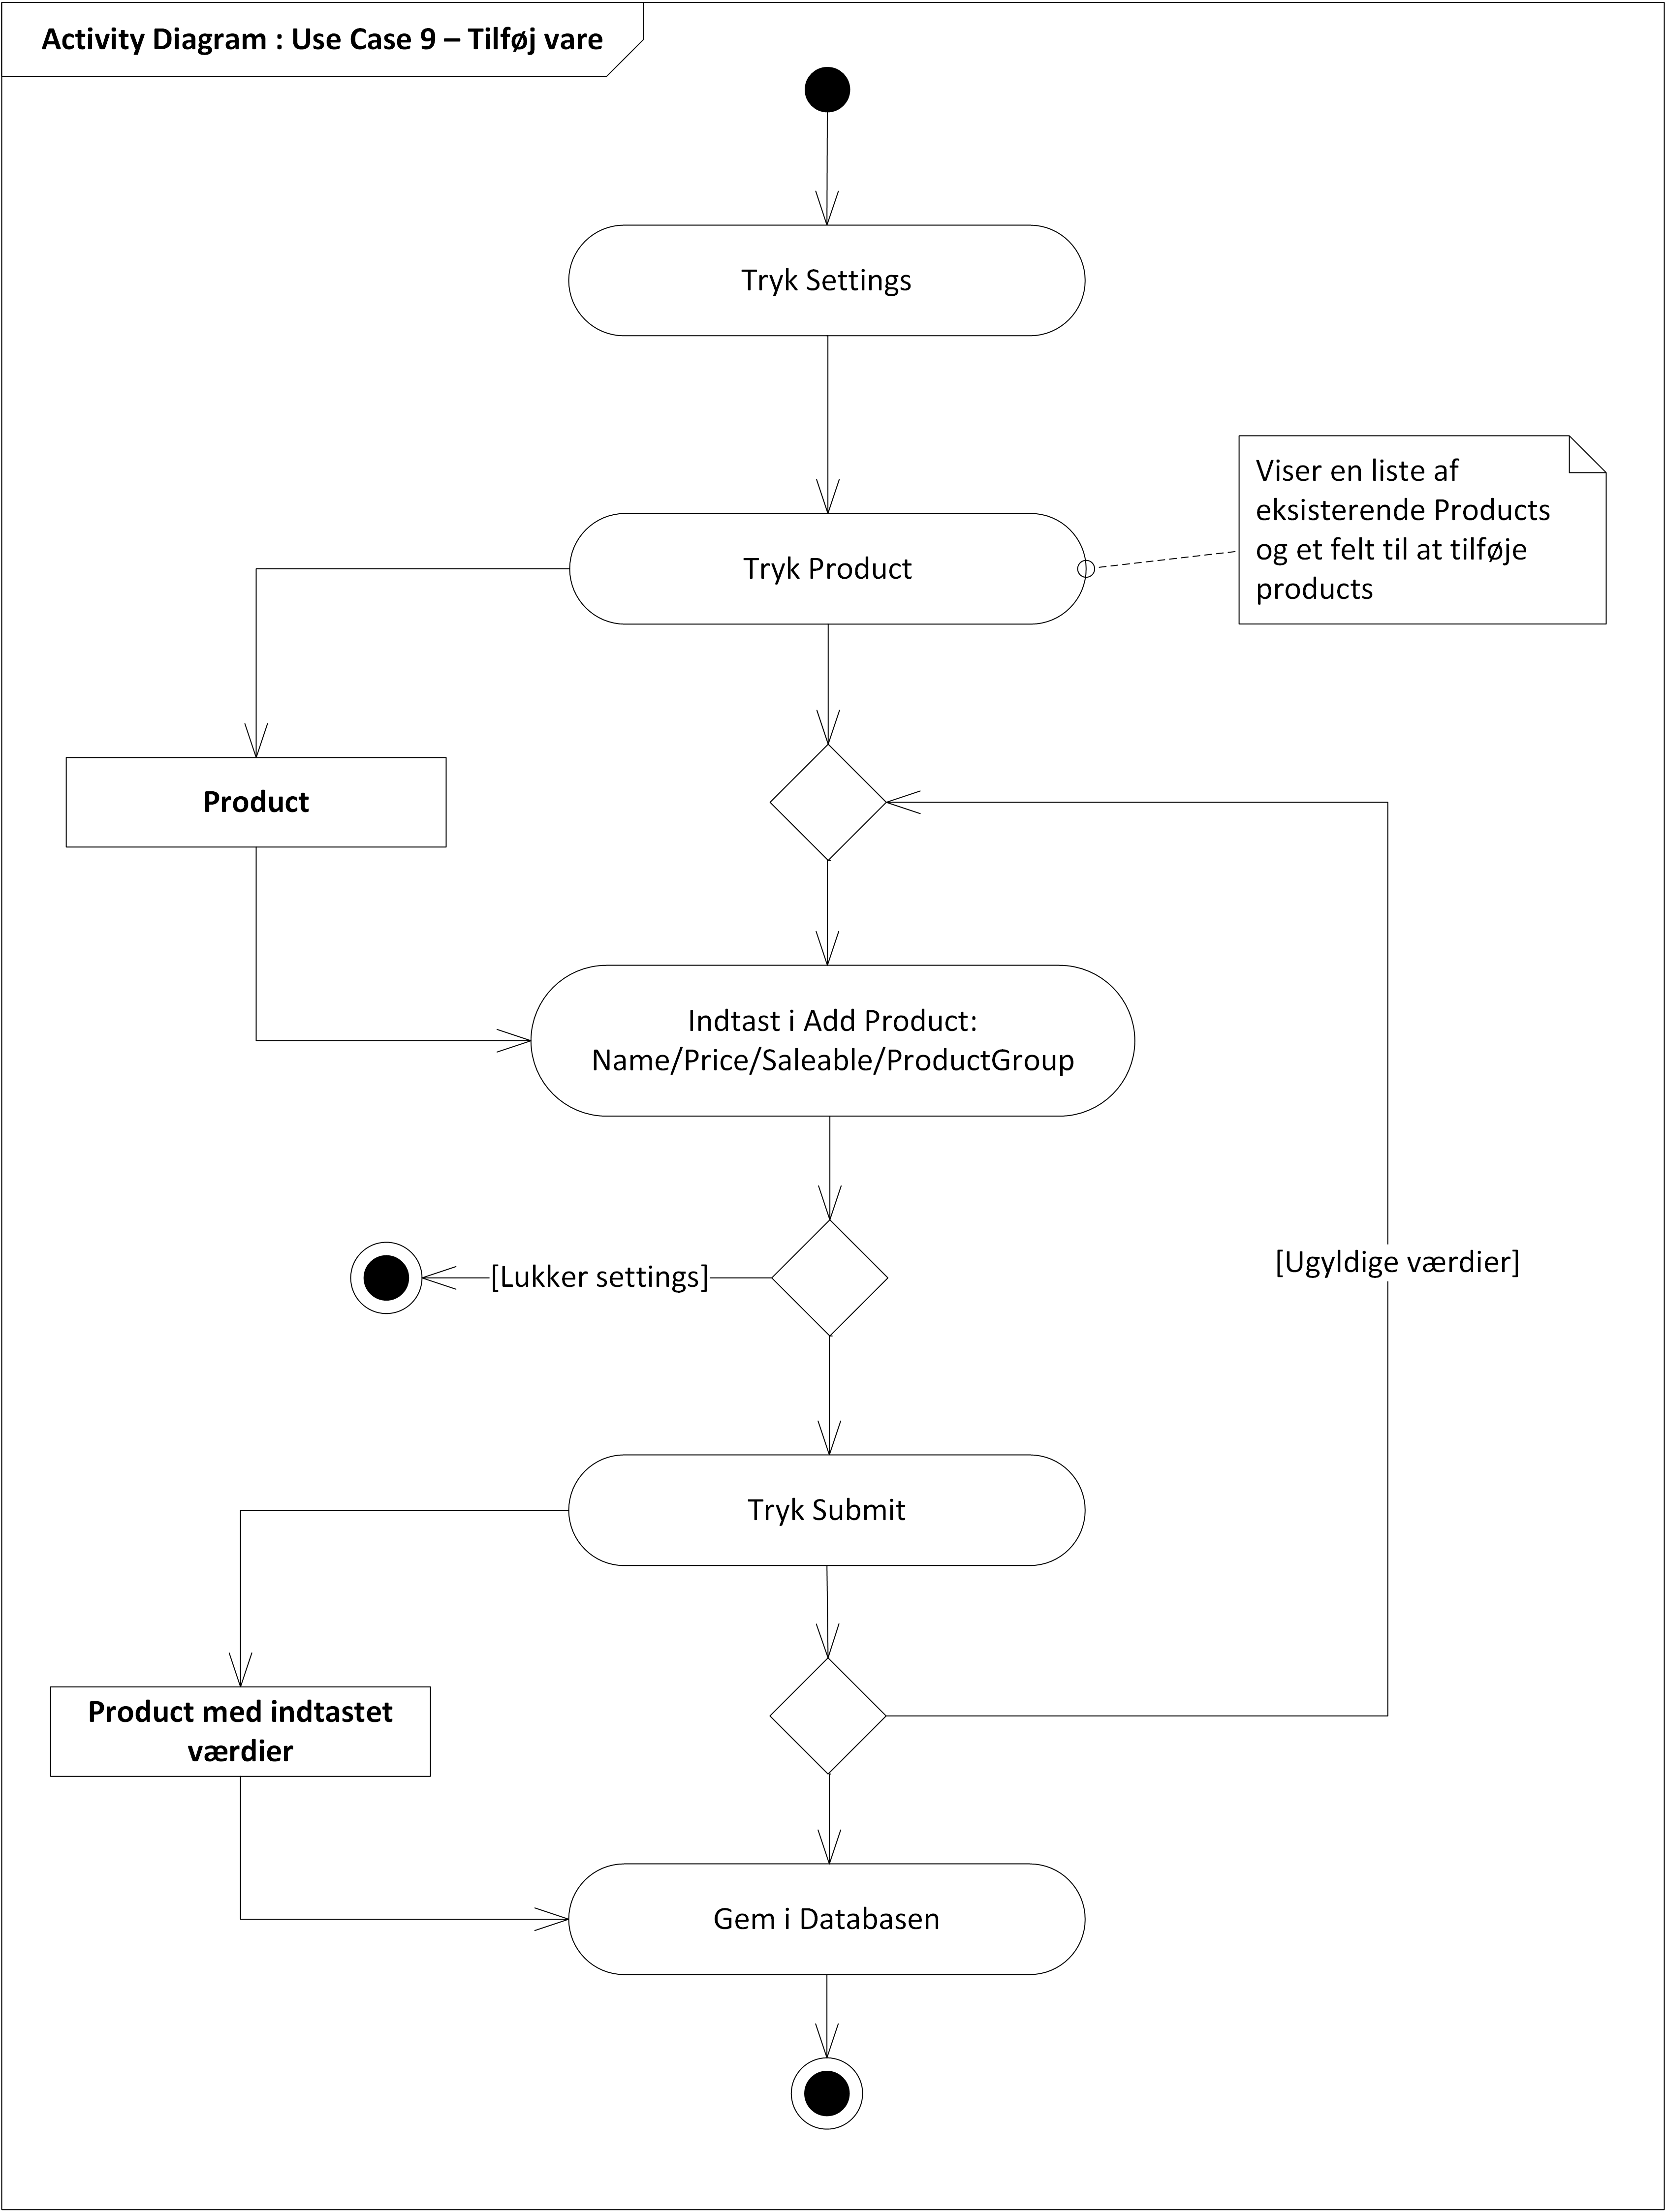 Activity Diagram : Use Case 9 – Tilføj vare
Tryk Settings
Viser en liste af
eksisterende Products
og et felt til at tilføje
products
Tryk Product
Product
Indtast i Add Product:
Name/Price/Saleable/ProductGroup
[Ugyldige værdier]
[Lukker settings]
Tryk Submit
Product med indtastet
værdier
Gem i Databasen